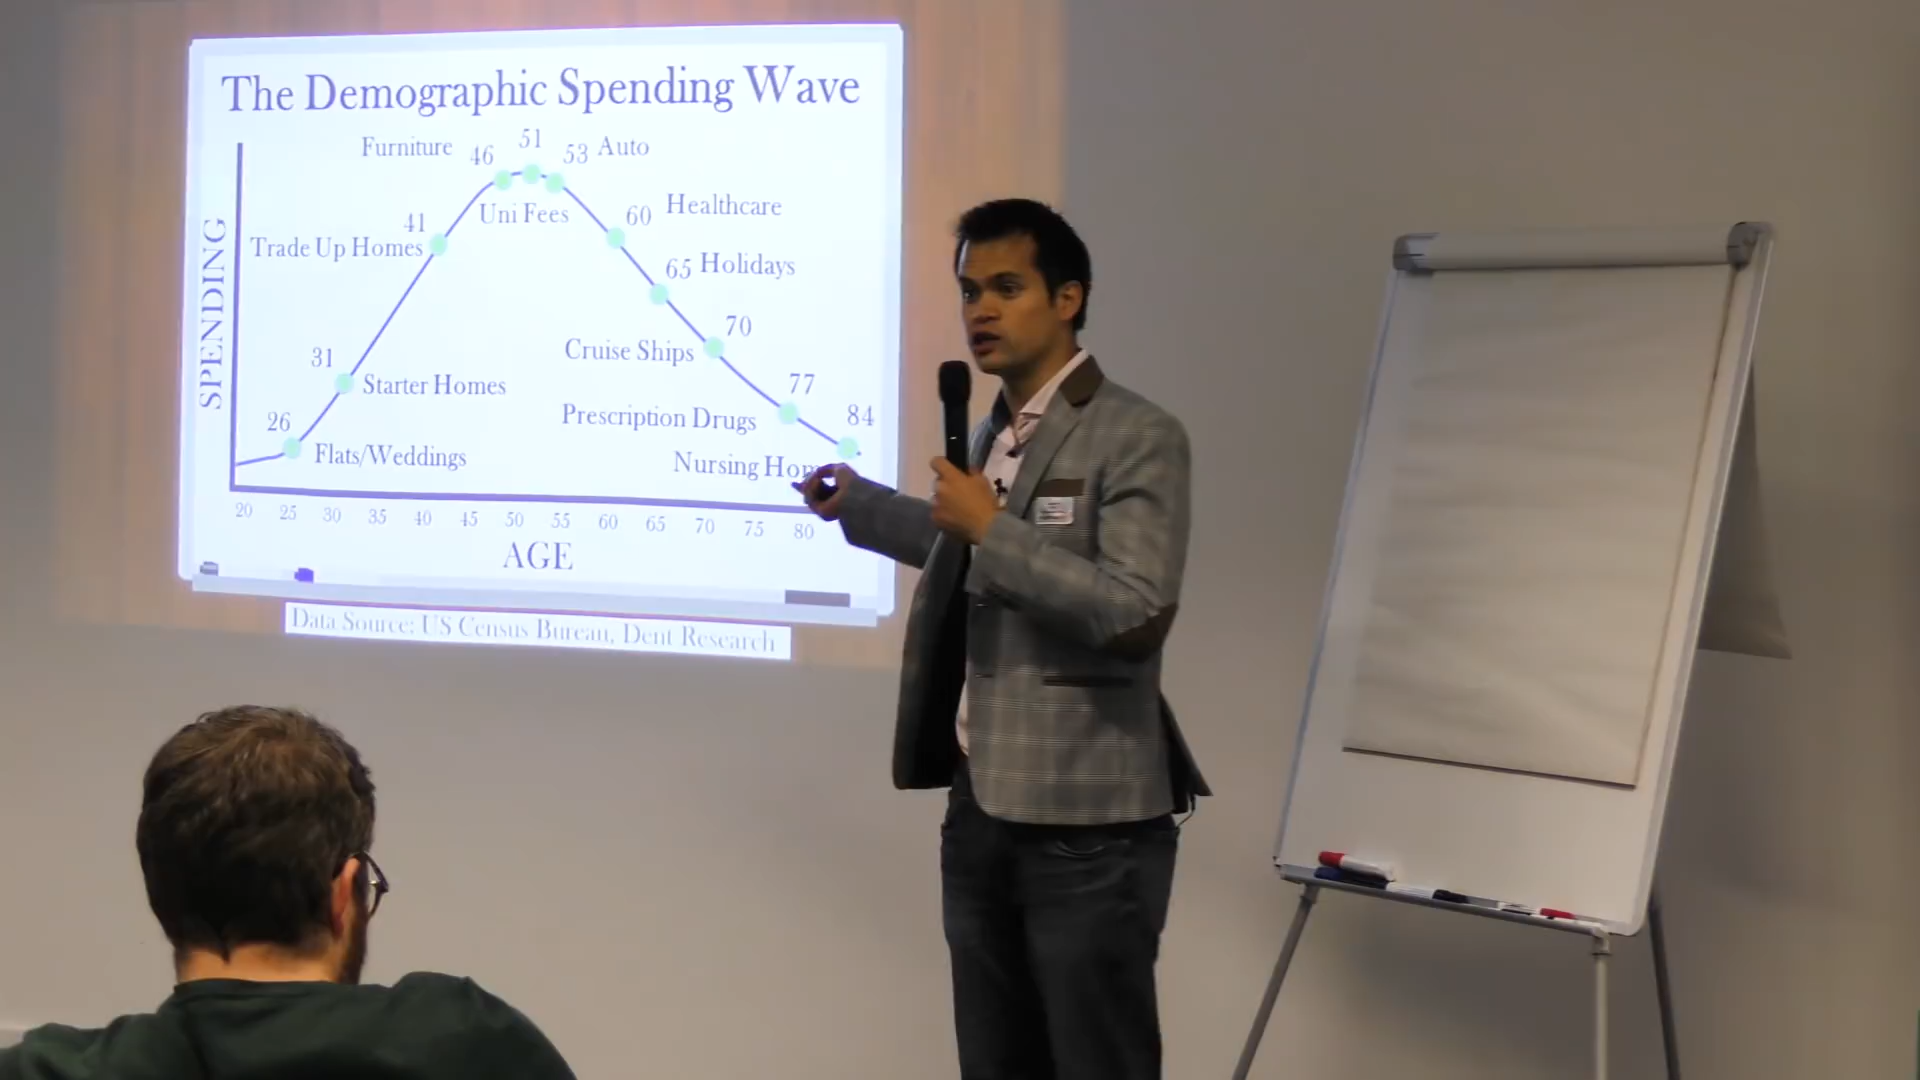 The Demographic Spending Wave
51
Furniture 46 53 Auto
Healthcare
41 Uni Fees 60
Trade Up Homes
65 Holidays
70
Cruise Ships
31 77
Starter Homes
26 Prescription Drugs 84
Flats/Weddings
Nursing Hom
SPENDING
20 25 30 35 40 45 50 55 60 65 70 75 80
AGE
Data Source: US Census Bureau, Dent Research